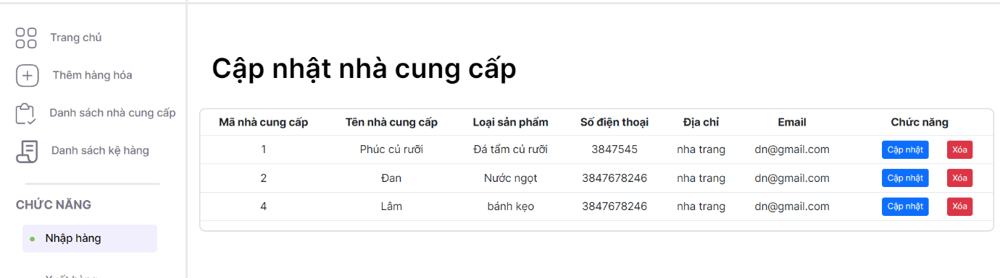 Trang chủ
Thêm hàng hóa
Danh sách nhà cung cấp
Danh sách kệ hàng
CHỨC NĂNG
Nhập hàng
Xuất hàng
Cập nhật nhà cung cấp
Mã nhà cung cấp Tên nhà cung cấp Loại sản phẩm Số điện thoại Địa chỉ Email Chức năng
1 Phúc củ rưỡi Đá tẩm củ rưỡi 3847545 nha trang dn@gmail.com Cập nhật Xóa
2 Đan Nước ngọt 3847678246 nha trang dn@gmail.com Cập nhật Xóa
4 Lâm bánh kẹo 3847678246 nha trang dn@gmail.com Cập nhật Xóa